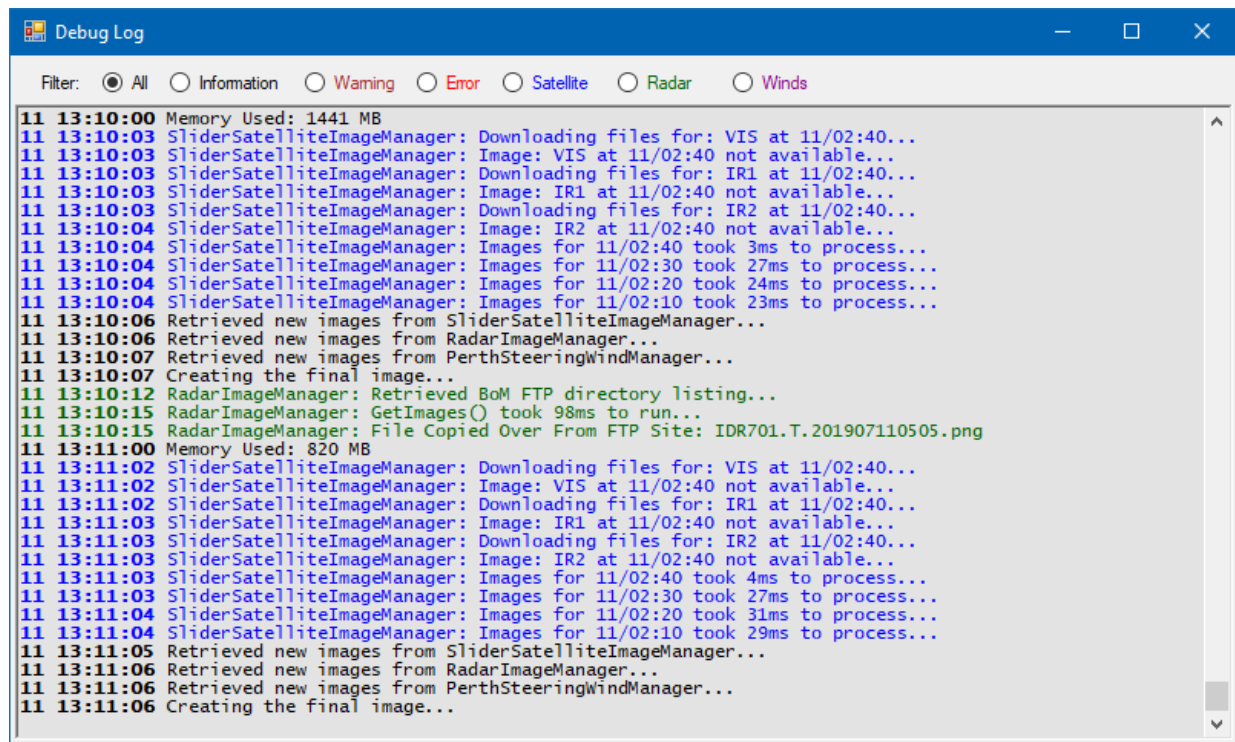 Debug Log
Filter: All Information Warning Error Satellite Radar Winds
11 13:10:00 Memory Used: 1441 MB
11 13:10:03 SliderSatelliteImageManager: Downloading files for: VIS at 11/02:40...
11 13:10:03 SliderSatelliteImageManager: Image: VIS at 11/02:40 not available...
11 13:10:03 SliderSatelliteImageManager: Downloading files for: IR1 at 11/02:40...
11 13:10:03 SliderSatelliteImageManager: Image: IR1 at 11/02:40 not available...
11 13:10:03 SliderSatelliteImageManager: Downloading files for: IR2 at 11/02:40...
11 13:10:04 SliderSatelliteImageManager: Image: IR2 at 11/02:40 not available...
11 13:10:04 SliderSatelliteImageManager: Images for 11/02:40 took 3ms to process...
11 13:10:04 SliderSatelliteImageManager: Images for 11/02:30 took 27ms to process...
11 13:10:04 SliderSatelliteImageManager: Images for 11/02:20 took 24ms to process...
11 13:10:04 SliderSatelliteImageManager: Images for 11/02:10 took 23ms to process...
11 13:10:06 Retrieved new images from SliderSatelliteImageManager...
11 13:10:06 Retrieved new images from RadarImageManager...
11 13:10:07 Retrieved new images from PerthSteeringWindManager...
11 13:10:07 Creating the final image...
11 13:10:12 RadarImageManager: Retrieved BoM FTP directory listing...
11 13:10:15 RadarImageManager: GetImages() took 98ms to run...
11 13:10:15 RadarImageManager: File Copied Over From FTP Site: IDR701.T.201907110505.png
11 13:11:00 Memory Used: 820 MB
11 13:11:02 SliderSatelliteImageManager: Downloading files for: VIS at 11/02:40...
11 13:11:02 SliderSatelliteImageManager: Image: VIS at 11/02:40 not available...
11 13:11:02 SliderSatelliteImageManager: Downloading files for: IR1 at 11/02:40...
11 13:11:03 SliderSatelliteImageManager: Image: IR1 at 11/02:40 not available...
11 13:11:03 SliderSatelliteImageManager: Downloading files for: IR2 at 11/02:40...
11 13:11:03 SliderSatelliteImageManager: Image: IR2 at 11/02:40 not available...
11 13:11:03 SliderSatelliteImageManager: Images for 11/02:40 took 4ms to process...
11 13:11:03 SliderSatelliteImageManager: Images for 11/02:30 took 27ms to process...
11 13:11:04 SliderSatelliteImageManager: Images for 11/02:20 took 31ms to process...
11 13:11:04 SliderSatelliteImageManager: Images for 11/02:10 took 29ms to process...
11 13:11:05 Retrieved new images from SliderSatelliteImageManager...
11 13:11:06 Retrieved new images from RadarImageManager...
11 13:11:06 Retrieved new images from PerthSteeringWindManager...
11 13:11:06 Creating the final image...